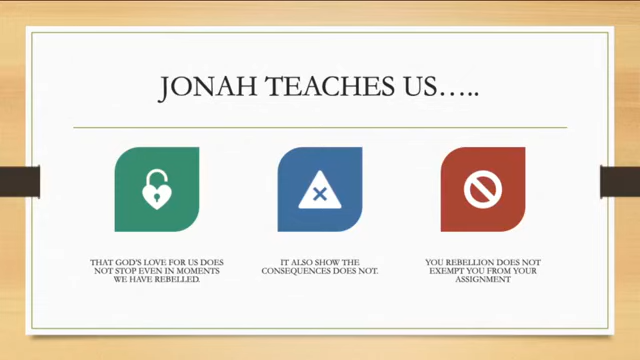 JONAH TEACHES US…..
THAT GOD'S LOVE FOR US DOES
NOT STOP EVEN IN MOMENTS
WE HAVE REBELLED.
IT ALSO SHOW THE
CONSEQUENCES DOES NOT.
YOU REBELLION DOES NOT
EXEMPT YOU FROM YOUR
ASSIGNMENT